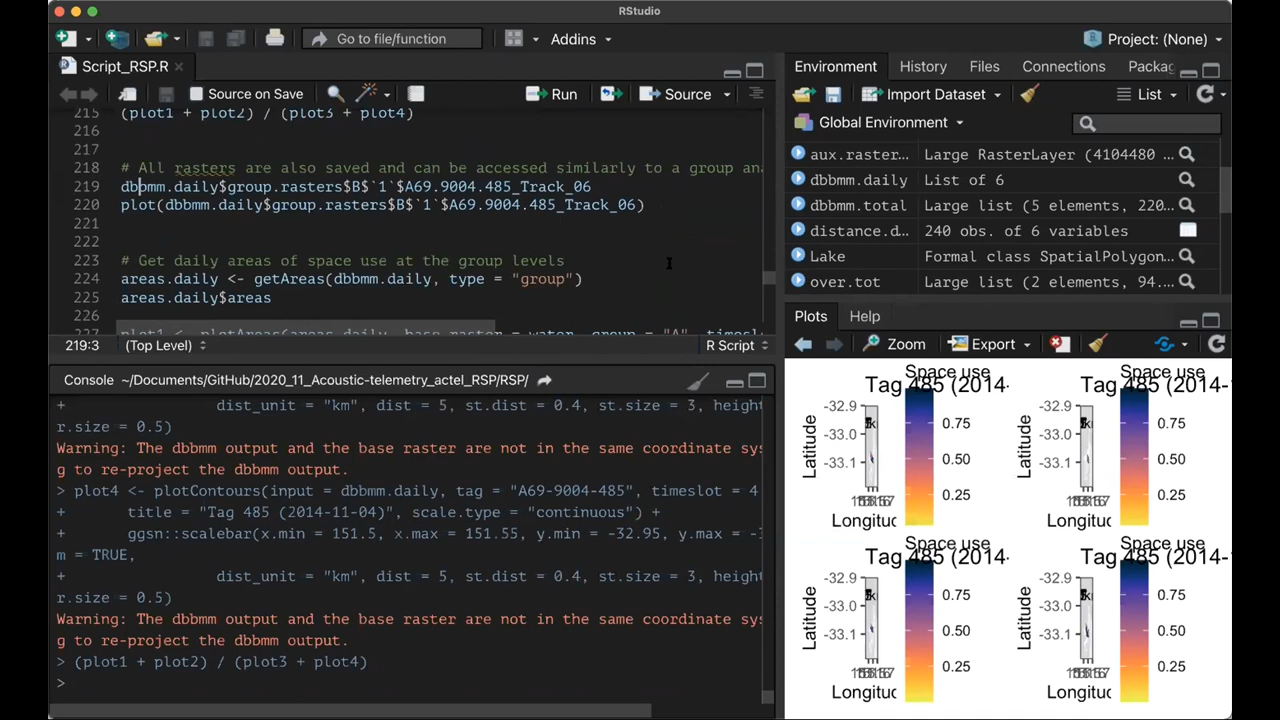 RStudio
Go to file/function
Addins
Project: (None)
Script_RSP.R
Source on Save
Run
Source
215 (plot1 + plot2) / (plot3 + plot4)
216
217
218 # All rasters are also saved and can be accessed similarly to a group ana
219 dbbmm.daily$group.rasters$B$`1`$A69.9004.485_Track_06
220 plot(dbbmm.daily$group.rasters$B$`1`$A69.9004.485_Track_06)
221
222
223 # Get daily areas of space use at the group levels
224 areas.daily <- getAreas(dbbmm.daily, type = "group")
225 areas.daily$areas
226
227 plot1 <- plotAreas(areas.daily, base.raster = water, group = "A", timesl
219:3 (Top Level) R Script
Console ~/Documents/GitHub/2020_11_Acoustic-telemetry_actel_RSP/RSP/
+ dist_unit = "km", dist = 5, st.dist = 0.4, st.size = 3, height
r.size = 0.5)
Warning: The dbbmm output and the base raster are not in the same coordinate sys
g to re-project the dbbmm output.
> plot4 <- plotContours(input = dbbmm.daily, tag = "A69-9004-485", timeslot = 4
+ title = "Tag 485 (2014-11-04)", scale.type = "continuous") +
+ ggsn::scalebar(x.min = 151.5, x.max = 151.55, y.min = -32.95, y.max = -
m = TRUE,
+ dist_unit = "km", dist = 5, st.dist = 0.4, st.size = 3, height
r.size = 0.5)
Warning: The dbbmm output and the base raster are not in the same coordinate sys
g to re-project the dbbmm output.
> (plot1 + plot2) / (plot3 + plot4)
>
Environment History Files Connections Packag
Import Dataset
List
Global Environment
aux.raster... Large RasterLayer (4104480 ...
dbbmm.daily List of 6
dbbmm.total Large list (5 elements, 220...
distance.d... 240 obs. of 6 variables
Lake Formal class SpatialPolygon...
over.tot Large list (2 elements, 94....
Plots Help
Zoom
Export
Space use
Tag 485 (2014-
Latitude
-32.9
-33.0
-33.1
0.75
0.50
0.25
Longitud
Space use
Tag 485 (2014-1
Latitude
-32.9
-33.0
-33.1
0.75
0.50
0.25
Longitud
Space use
Tag 485 (2014-
Latitude
-32.9
-33.0
-33.1
0.75
0.50
0.25
Longitud
Space use
Tag 485 (2014-1
Latitude
-32.9
-33.0
-33.1
0.75
0.50
0.25
Longitud